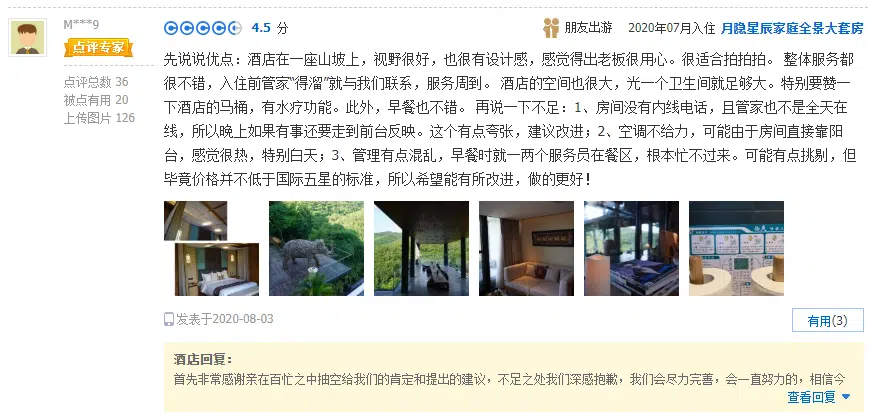 M***9
点评专家
点评总数 36
被点有用 20
上传图片 126
4.5 分
朋友出游
2020年07月入住
月隐星辰家庭全景大套房
先说说优点：酒店在一座山坡上，视野很好，也很有设计感，感觉得出老板很用心。很适合拍拍拍。 整体服务都
很不错，入住前管家“得溜”就与我们联系，服务周到。 酒店的空间也很大，光一个卫生间就足够大。特别要赞一
下酒店的马桶，有水疗功能。此外，早餐也不错。 再说一下不足：1、房间没有内线电话，且管家也不是全天在
线，所以晚上如果有事还要走到前台反映。这个有点夸张，建议改进；2、空调不给力，可能由于房间直接靠阳
台，感觉很热，特别白天；3、管理有点混乱，早餐时就一两个服务员在餐区，根本忙不过来。可能有点挑剔，但
毕竟价格并不低于国际五星的标准，所以希望能有所改进，做的更好！
发表于2020-08-03
有用(3)
酒店回复：
首先非常感谢亲在百忙之中抽空给我们的肯定和提出的建议，不足之处我们深感抱歉，我们会尽力完善，会一直努力的，相信今
查看回复